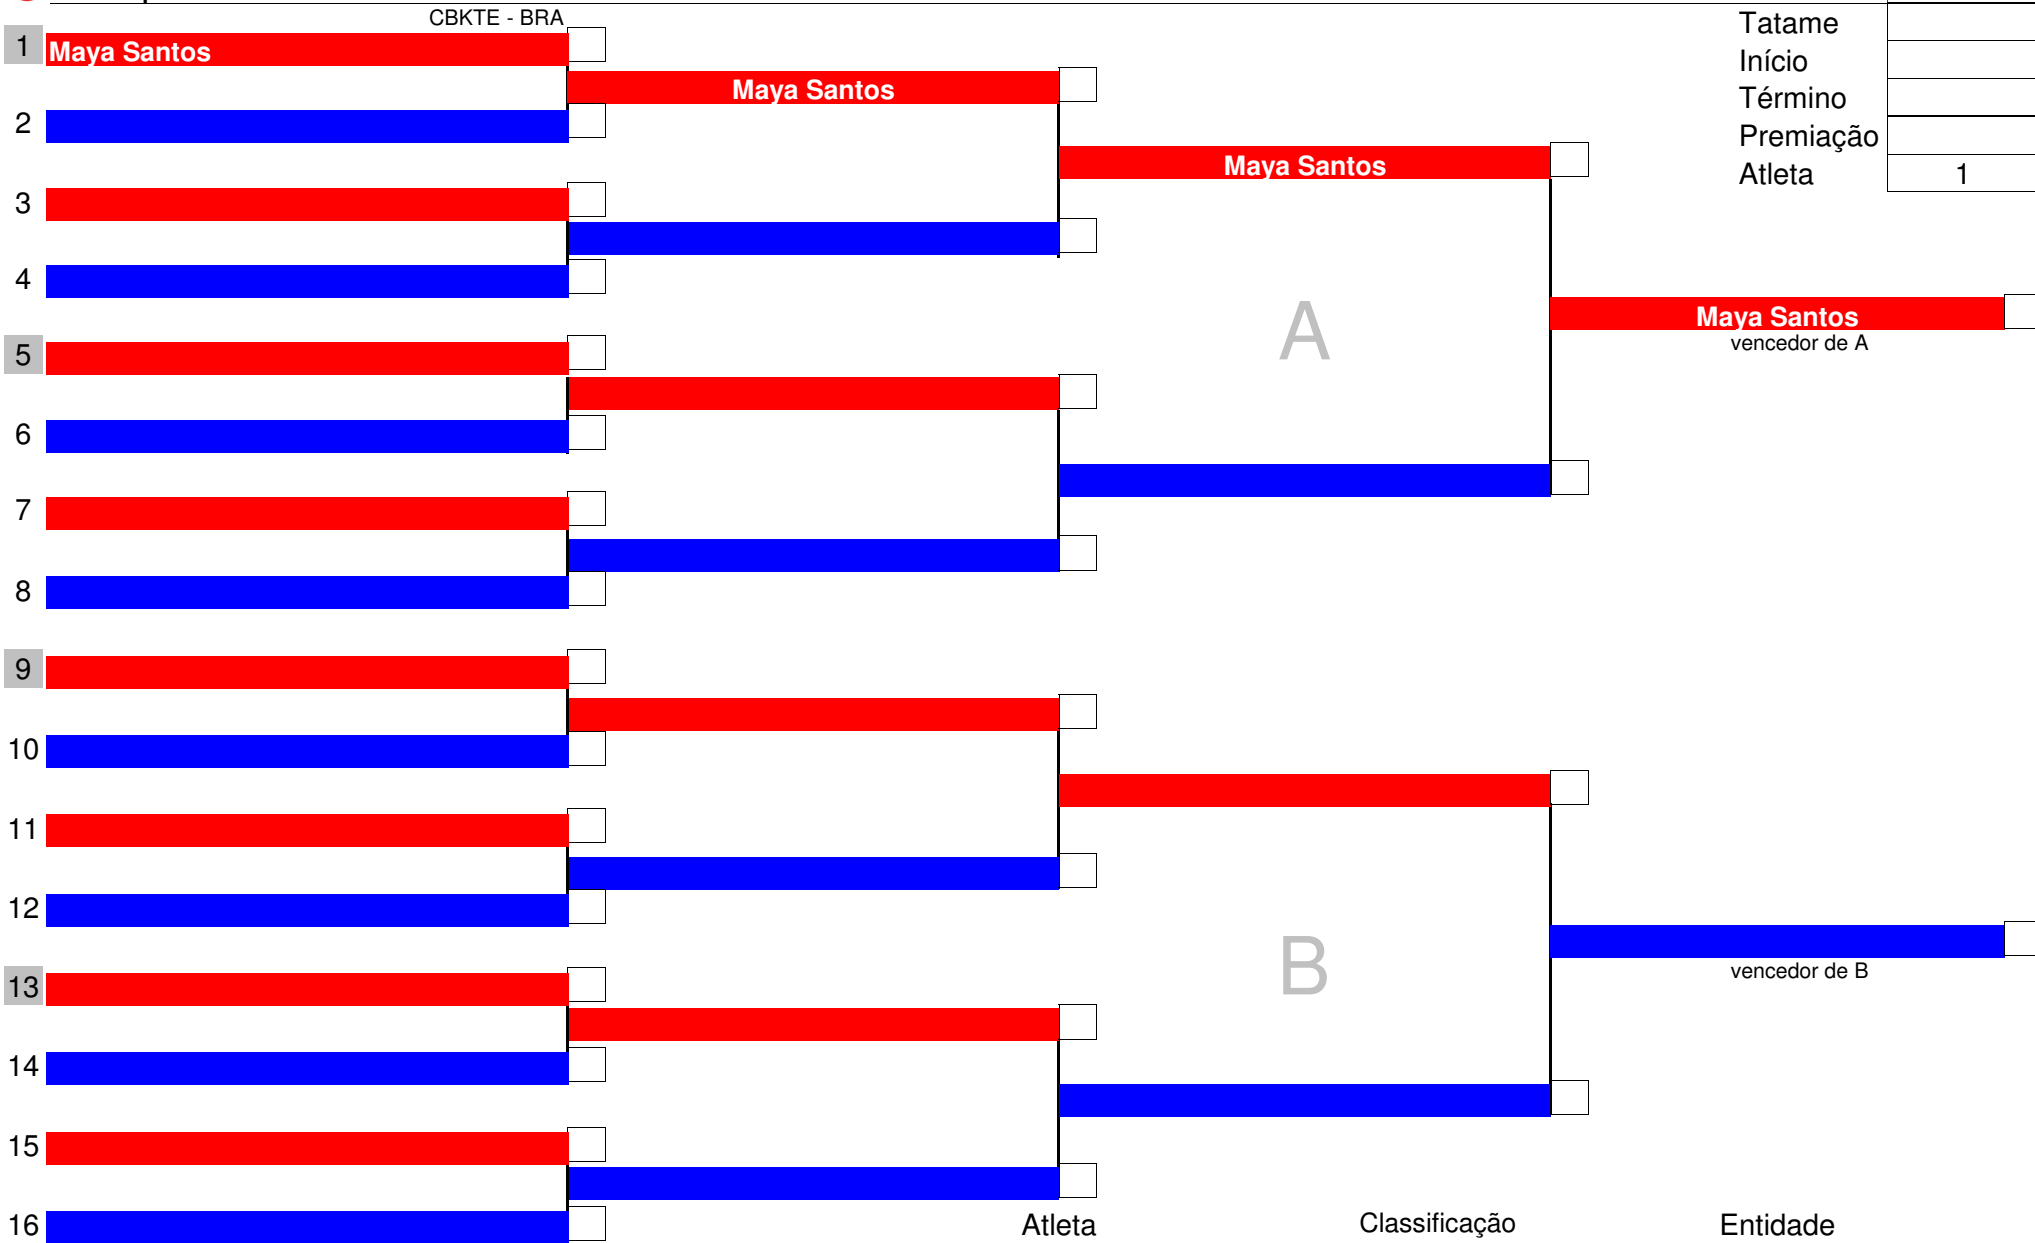 CBKTE - BRA
1 Maya Santos
Maya Santos
2
Maya Santos
3
4
Maya Santos
vencedor de A
A
5
6
7
8
9
10
11
12
vencedor de B
B
13
14
15
16
Tatame
Início
Término
Premiação
Atleta 1
Atleta Classificação Entidade